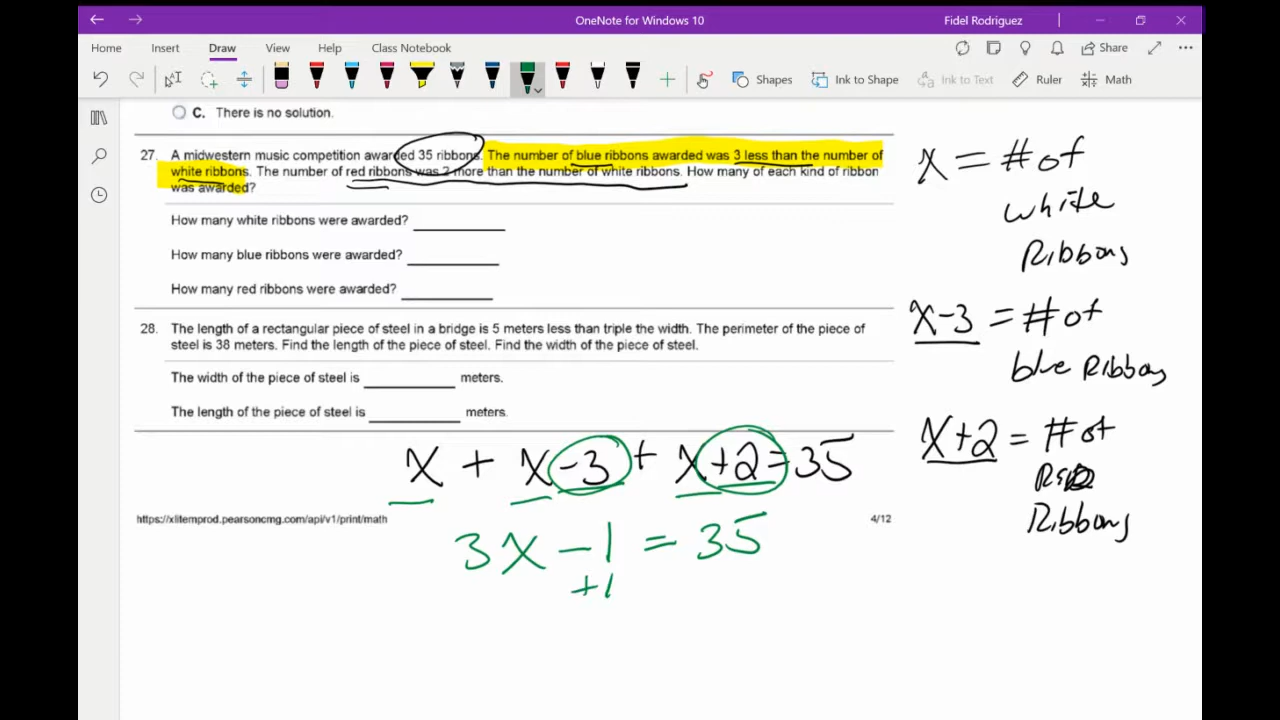 OneNote for Windows 10
Fidel Rodriguez
Home Insert Draw View Help Class Notebook
Share
Shapes Ink to Shape Ink to Text Ruler Math
C. There is no solution.
27. A midwestern music competition awarded 35 ribbons. The number of blue ribbons awarded was 3 less than the number of
white ribbons. The number of red ribbons was 2 more than the number of white ribbons. How many of each kind of ribbon
was awarded?
How many white ribbons were awarded?
How many blue ribbons were awarded?
How many red ribbons were awarded?
28. The length of a rectangular piece of steel in a bridge is 5 meters less than triple the width. The perimeter of the piece of
steel is 38 meters. Find the length of the piece of steel. Find the width of the piece of steel.
The width of the piece of steel is ____ meters.
The length of the piece of steel is ____ meters.
x + x -3 + x +2 = 35
https://xlitemprod.pearsoncmg.com/api/v1/print/math
4/12
3x - 1 = 35
+1
x = # of
white
Ribbons
x-3 = # of
blue Ribbons
x+2 = # of
Ribbons